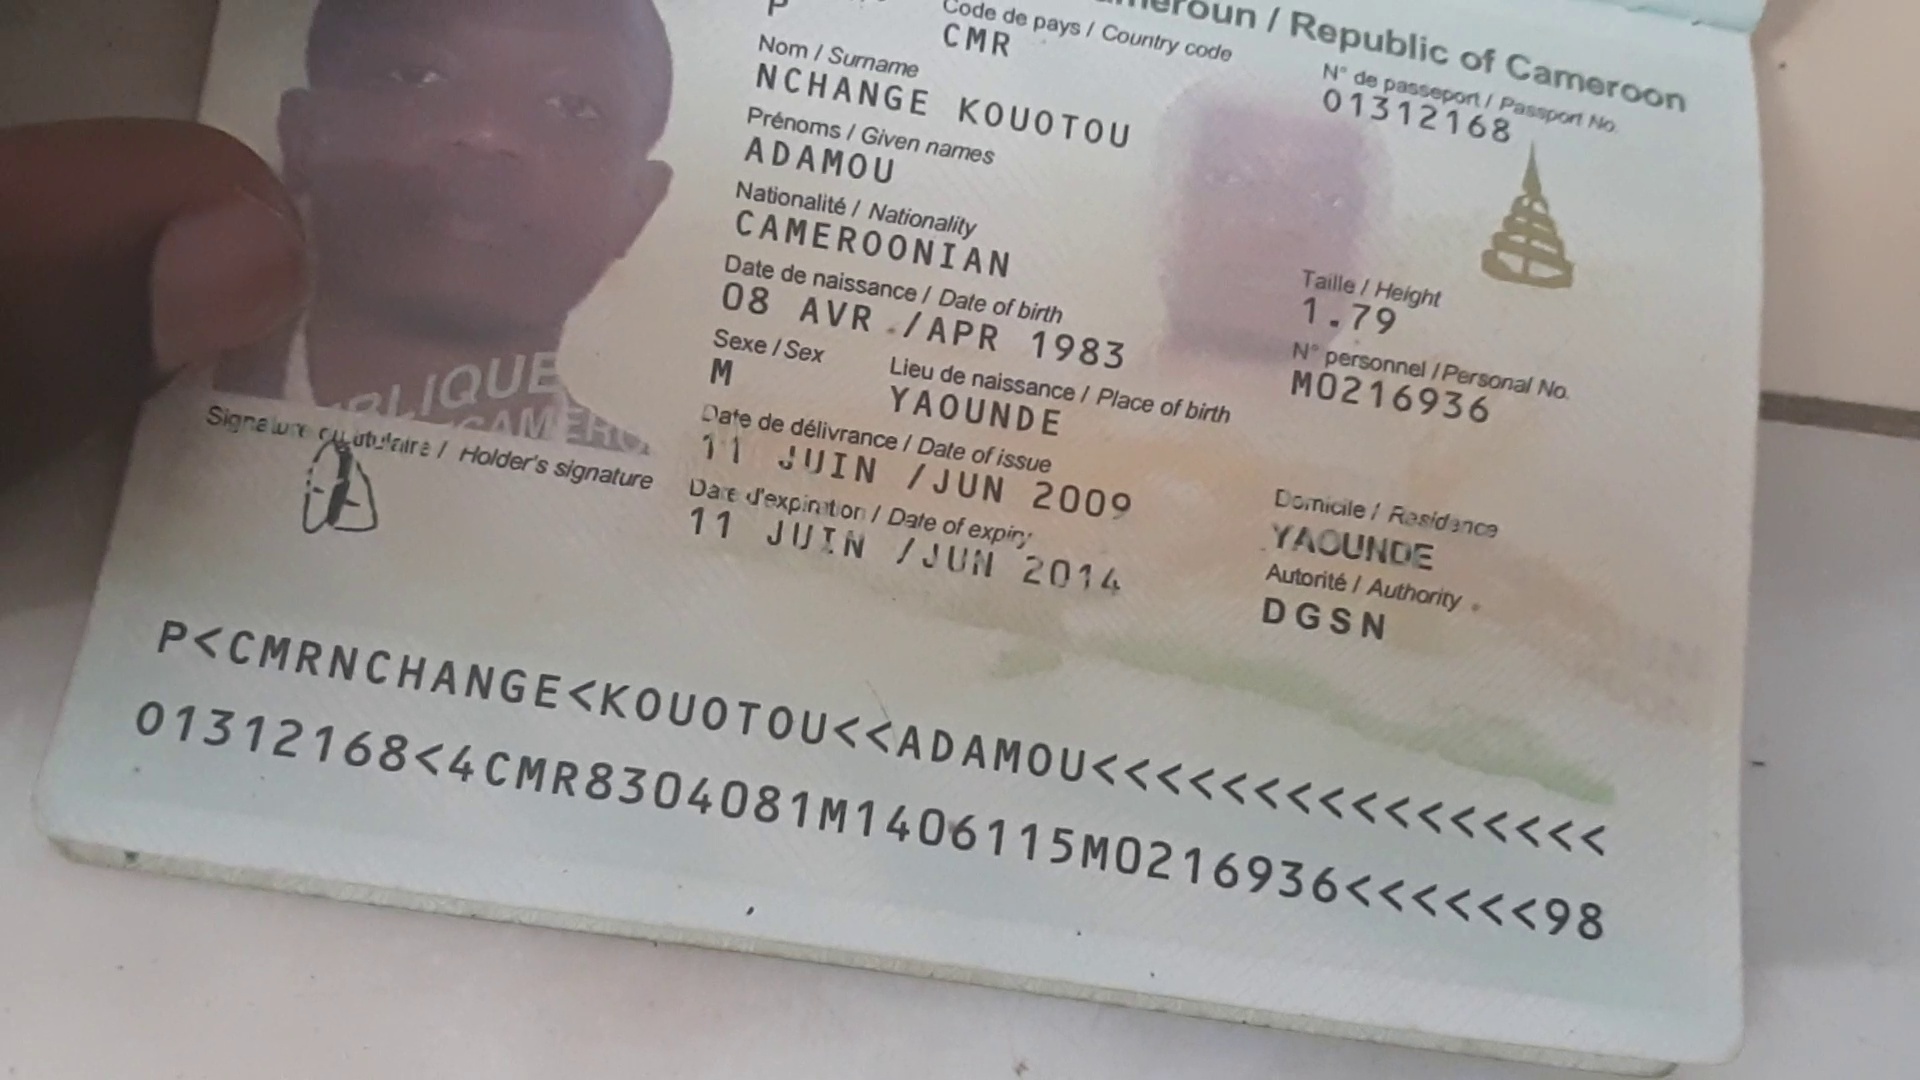 meroun / Republic of Cameroon
P
Code de pays / Country code
CMR
N° de passeport / Passport No.
01312168
Nom / Surname
NCHANGE KOUOTOU
Prénoms / Given names
ADAMOU
Nationalité / Nationality
CAMEROONIAN
Date de naissance / Date of birth
08 AVR ./APR 1983
Taille / Height
1.79
Sexe / Sex
M
Lieu de naissance / Place of birth
YAOUNDE
N° personnel / Personal No.
M0216936
Date de délivrance / Date of issue
11 JUIN /JUN 2009
Date d'expiration / Date of expiry
11 JUIN /JUN 2014
Domicile / Residence
YAOUNDE
Autorité / Authority
DGSN
BLIQUE
CAMERO
Signature du titulaire / Holder's signature
P<CMRNCHANGE<KOUOTOU<<ADAMOU<<<<<<<<<<<<<<<<
01312168<4CMR8304081M1406115M0216936<<<<<<98